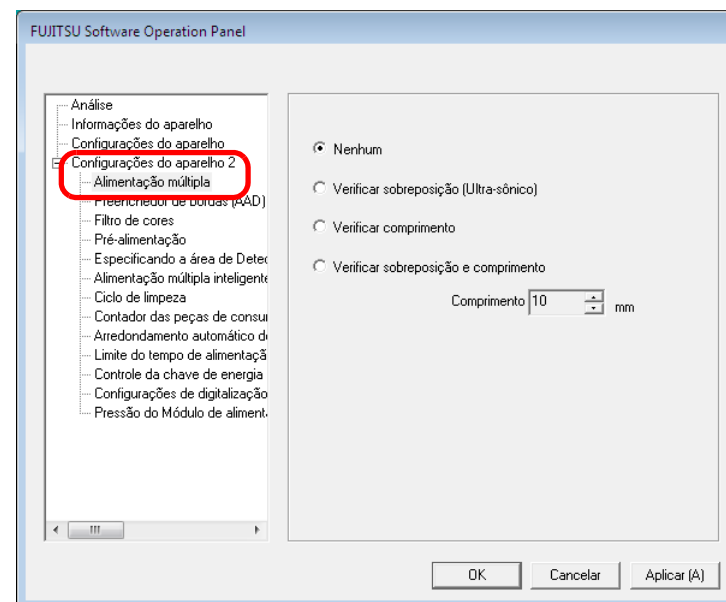 FUJITSU Software Operation Panel
Análise
Informações do aparelho
Configurações do aparelho
Configurações do aparelho 2
Alimentação múltipla
Preenchedor de bordas (AAD)
Filtro de cores
Pré-alimentação
Especificando a área de Detec
Alimentação múltipla inteligente
Ciclo de limpeza
Contador das peças de consu
Arredondamento automático d
Limite do tempo de alimentaçã
Controle da chave de energia
Configurações de digitalização
Pressão do Módulo de aliment
Nenhum
Verificar sobreposição (Ultra-sônico)
Verificar comprimento
Verificar sobreposição e comprimento
Comprimento 10 mm
OK Cancelar Aplicar (A)